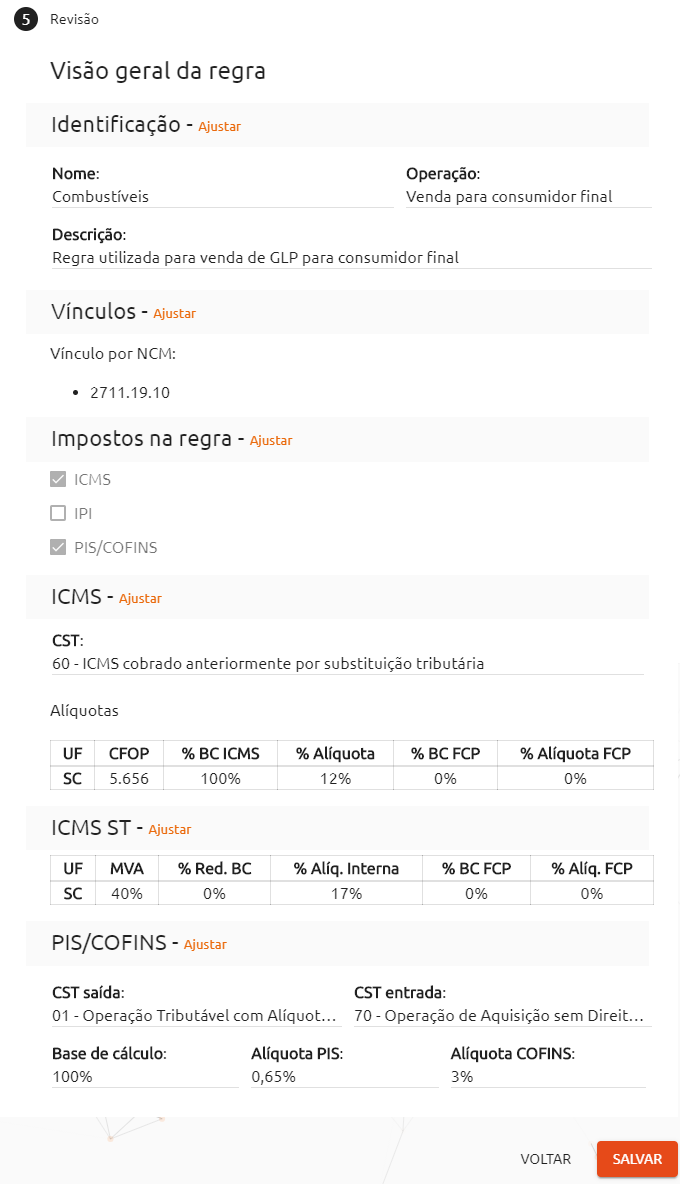 5 Revisão
Visão geral da regra
Identificação - Ajustar
Nome: Operação:
Combustíveis Venda para consumidor final
Descrição:
Regra utilizada para venda de GLP para consumidor final
Vínculos - Ajustar
Vínculo por NCM:
• 2711.19.10
Impostos na regra - Ajustar
ICMS
IPI
PIS/COFINS
ICMS - Ajustar
CST:
60 - ICMS cobrado anteriormente por substituição tributária
Alíquotas
UF CFOP % BC ICMS % Alíquota % BC FCP % Alíquota FCP
SC 5.656 100% 12% 0% 0%
ICMS ST - Ajustar
UF MVA % Red. BC % Alíq. Interna % BC FCP % Alíq. FCP
SC 40% 0% 17% 0% 0%
PIS/COFINS - Ajustar
CST saída: CST entrada:
01 - Operação Tributável com Alíquot... 70 - Operação de Aquisição sem Direit...
Base de cálculo: Alíquota PIS: Alíquota COFINS:
100% 0,65% 3%
VOLTAR SALVAR